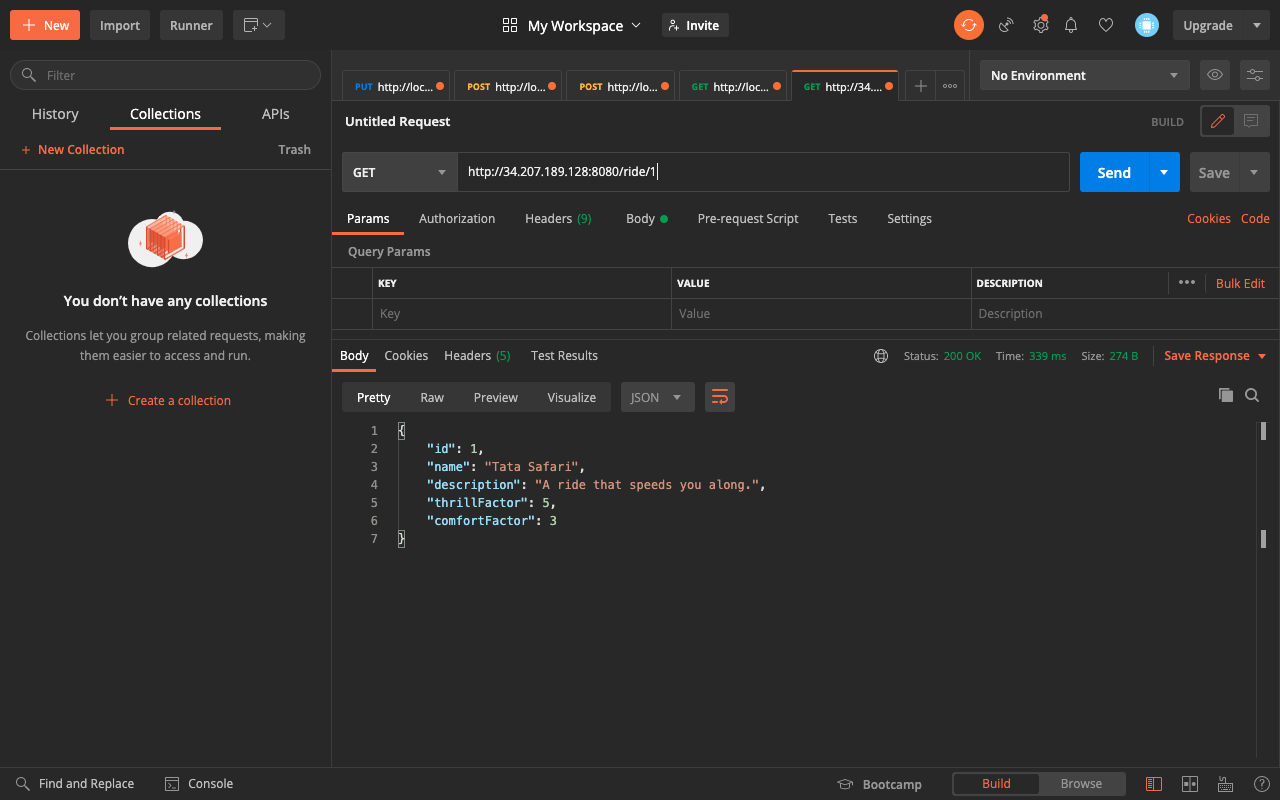 New Import Runner My Workspace Invite Upgrade
Filter
History Collections APIs
New Collection Trash
You don’t have any collections
Collections let you group related requests, making
them easier to access and run.
Create a collection
PUT http://loc... POST http://lo... POST http://lo... GET http://loc... GET http://34.... No Environment
Untitled Request BUILD
GET http://34.207.189.128:8080/ride/1 Send Save
Params Authorization Headers (9) Body Pre-request Script Tests Settings Cookies Code
Query Params
KEY VALUE DESCRIPTION Bulk Edit
Key Value Description
Body Cookies Headers (5) Test Results Status: 200 OK Time: 339 ms Size: 274 B Save Response
Pretty Raw Preview Visualize JSON
1 {
2 "id": 1,
3 "name": "Tata Safari",
4 "description": "A ride that speeds you along.",
5 "thrillFactor": 5,
6 "comfortFactor": 3
7 }
Find and Replace Console Bootcamp Build Browse